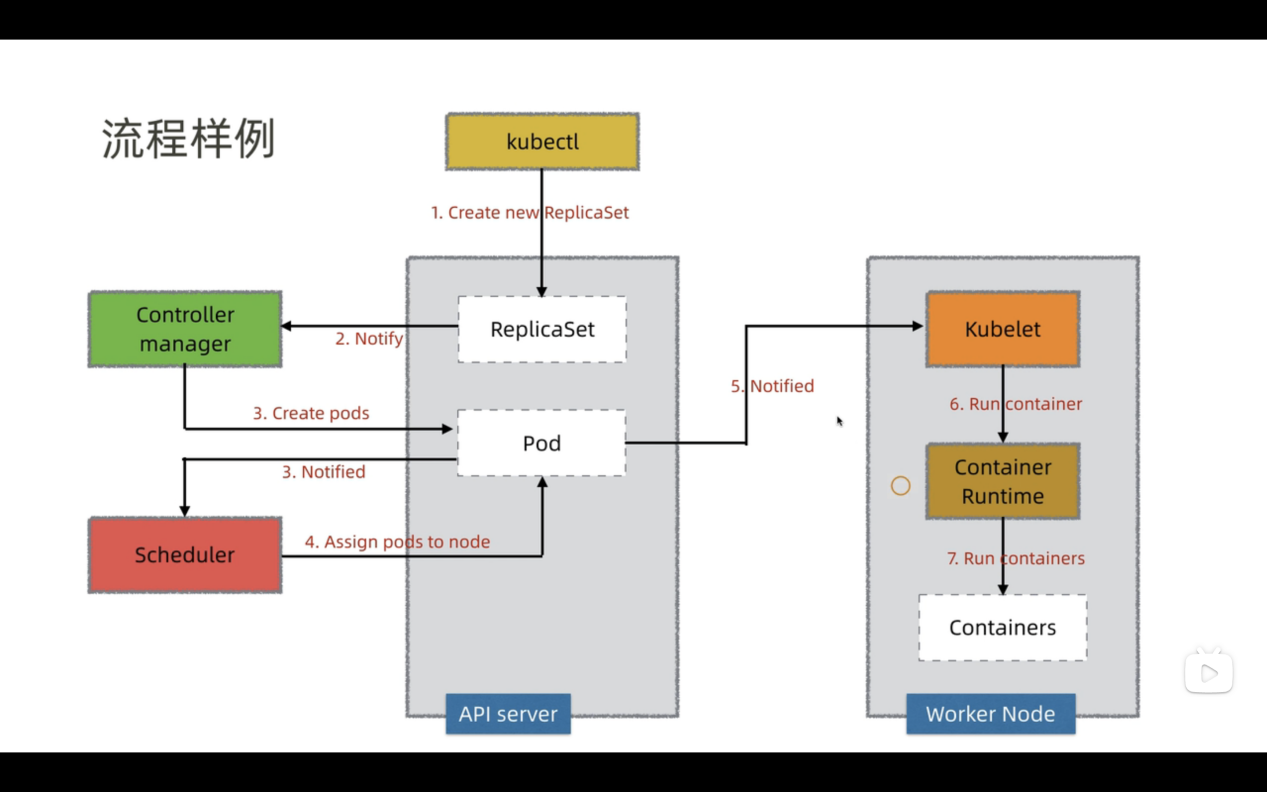 流程样例
kubectl
1. Create new ReplicaSet
Controller
manager
2. Notify
ReplicaSet
Kubelet
3. Create pods
5. Notified
6. Run container
Pod
3. Notified
Container
Runtime
Scheduler
4. Assign pods to node
7. Run containers
Containers
API server
Worker Node